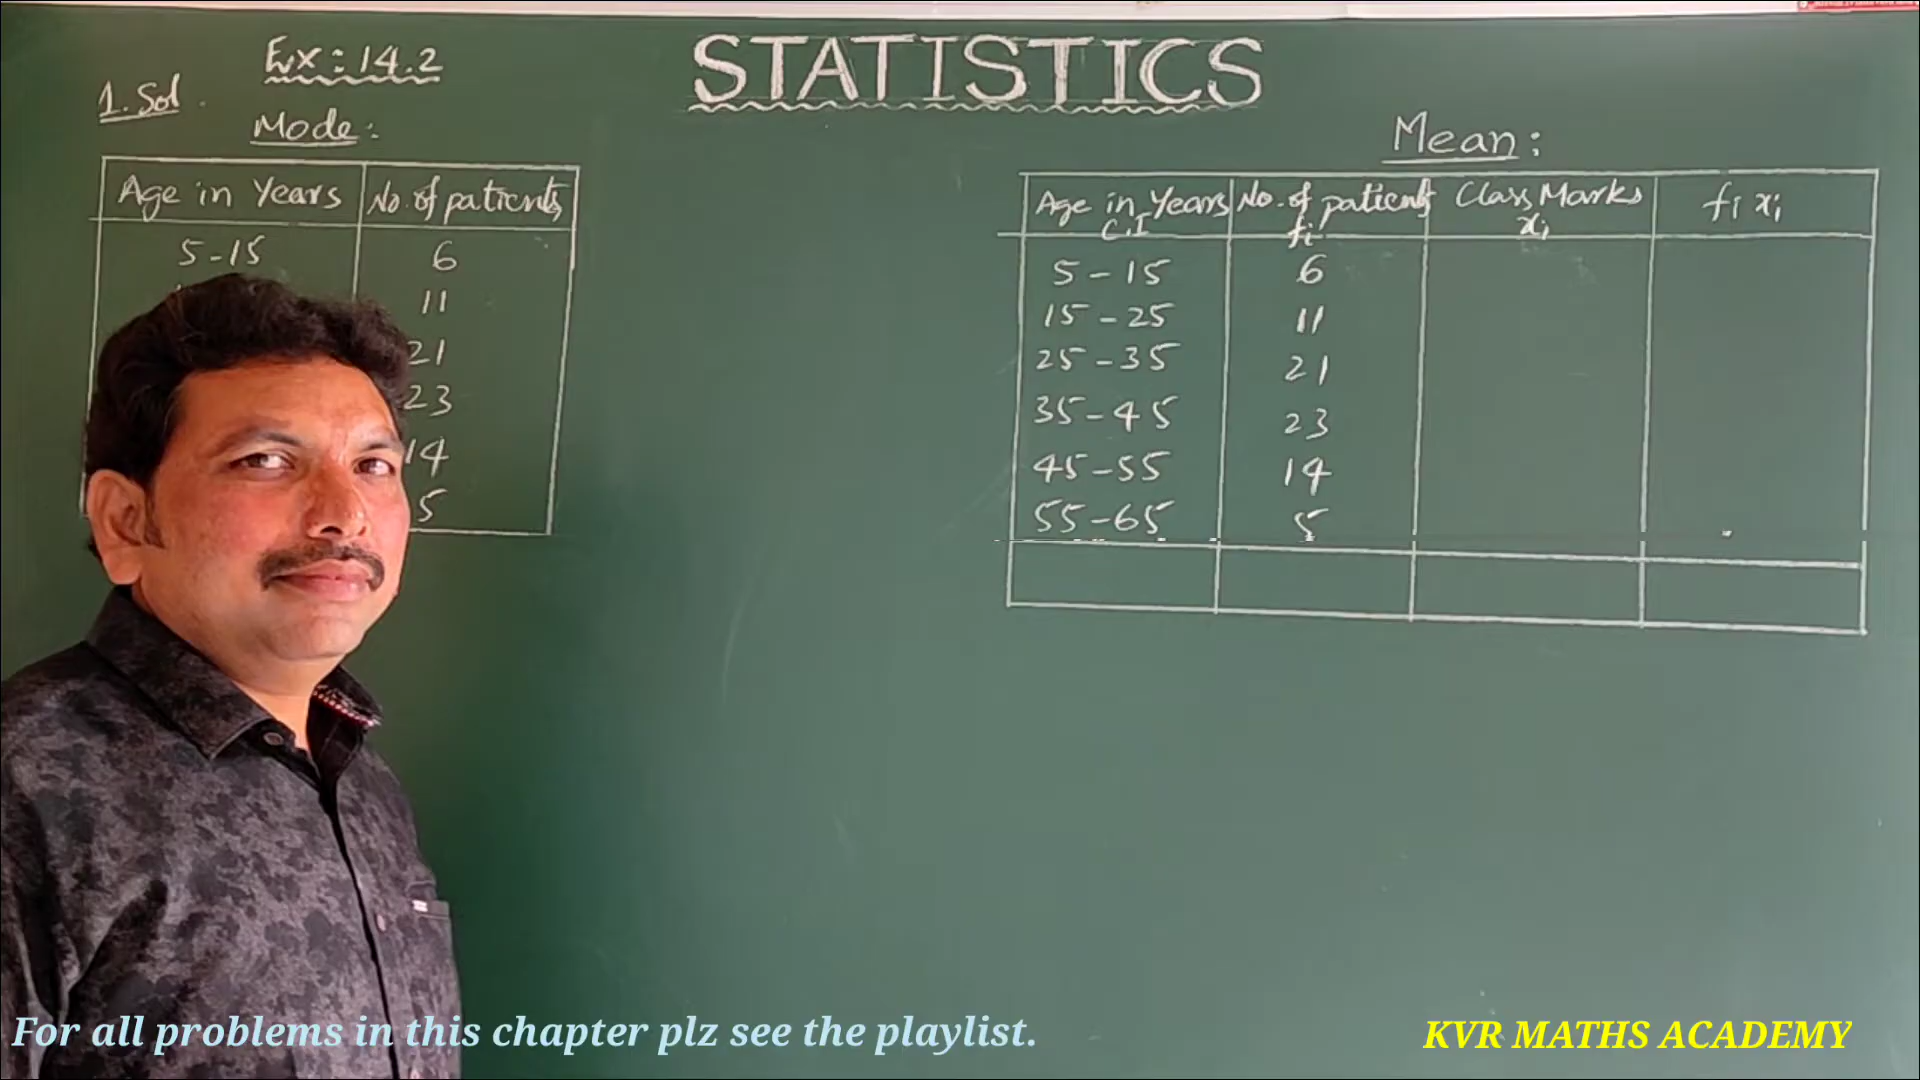 STATISTICS
Ex: 14.2
1. Sol.
Mode:
Age in Years No. of patients
5-15 6
11
21
23
14
5
Mean:
Age in Years No. of patients Class Marks fi xi
C.I fi xi
5-15 6
15-25 11
25-35 21
35-45 23
45-55 14
55-65 5
For all problems in this chapter plz see the playlist.
KVR MATHS ACADEMY